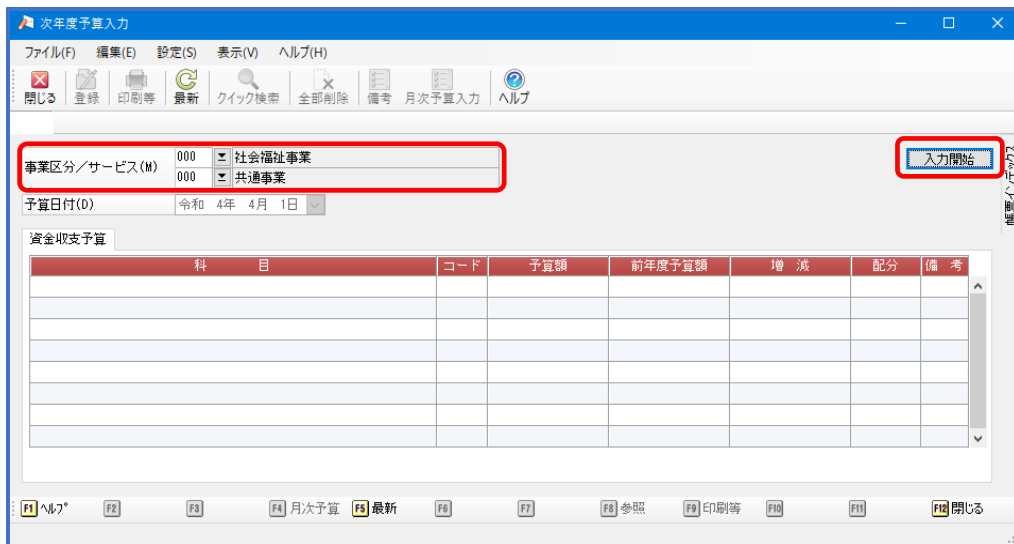 次年度予算入力
ファイル(F) 編集(E) 設定(S) 表示(V) ヘルプ(H)
閉じる 登録 印刷等 最新 クイック検索 全部削除 備考 月次予算入力 ヘルプ
事業区分／サービス(M) 000 社会福祉事業
000 共通事業
入力開始
予算日付(D) 令和 4年 4月 1日
資金収支予算
科 目 コード 予算額 前年度予算額 増 減 配分 備 考
F1 ヘルプ F2 F3 F4 月次予算 F5 最新 F6 F7 F8 参照 F9 印刷等 F10 F11 F12 閉じる